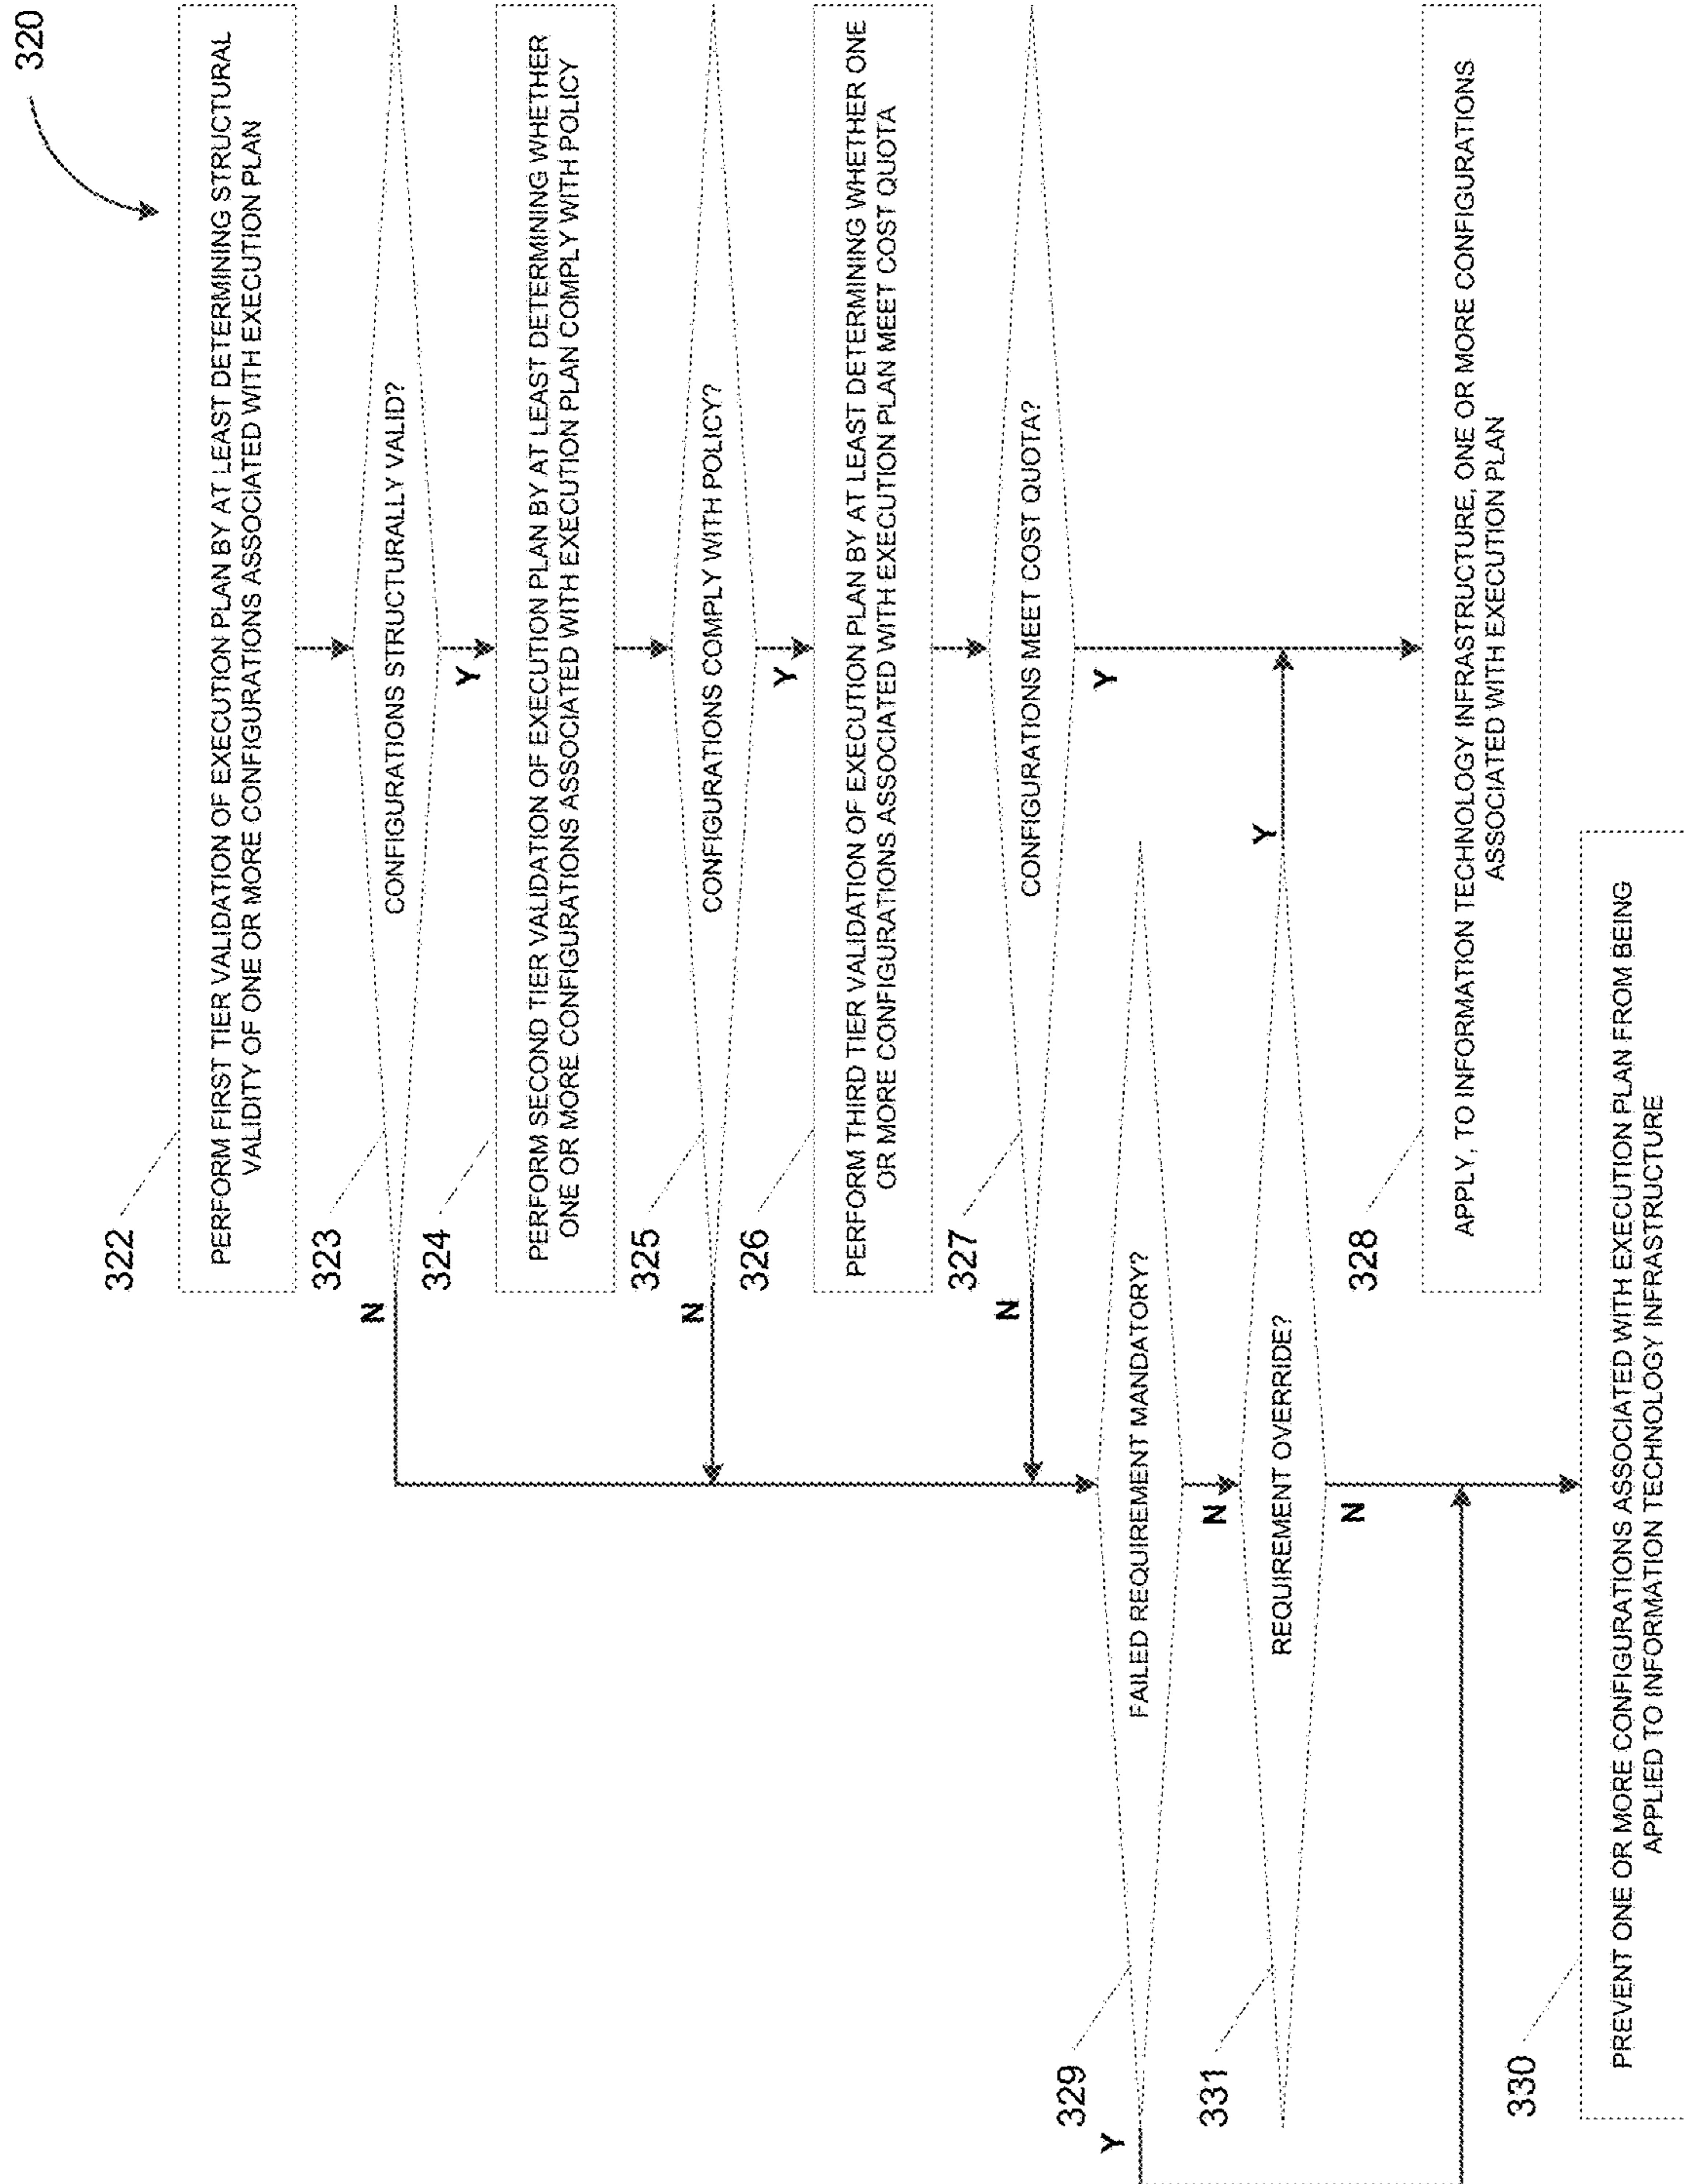 320
322
PERFORM FIRST TIER VALIDATION OF EXECUTION PLAN BY AT LEAST DETERMINING STRUCTURAL
VALIDITY OF ONE OR MORE CONFIGURATIONS ASSOCIATED WITH EXECUTION PLAN
323
CONFIGURATIONS STRUCTURALLY VALID?
N
Y
324
PERFORM SECOND TIER VALIDATION OF EXECUTION PLAN BY AT LEAST DETERMINING WHETHER
ONE OR MORE CONFIGURATIONS ASSOCIATED WITH EXECUTION PLAN COMPLY WITH POLICY
325
CONFIGURATIONS COMPLY WITH POLICY?
N
Y
326
PERFORM THIRD TIER VALIDATION OF EXECUTION PLAN BY AT LEAST DETERMINING WHETHER ONE
OR MORE CONFIGURATIONS ASSOCIATED WITH EXECUTION PLAN MEET COST QUOTA
327
CONFIGURATIONS MEET COST QUOTA?
N
Y
329
Y
FAILED REQUIREMENT MANDATORY?
N
331
REQUIREMENT OVERRIDE?
Y
N
328
APPLY, TO INFORMATION TECHNOLOGY INFRASTRUCTURE, ONE OR MORE CONFIGURATIONS
ASSOCIATED WITH EXECUTION PLAN
330
PREVENT ONE OR MORE CONFIGURATIONS ASSOCIATED WITH EXECUTION PLAN FROM BEING
APPLIED TO INFORMATION TECHNOLOGY INFRASTRUCTURE